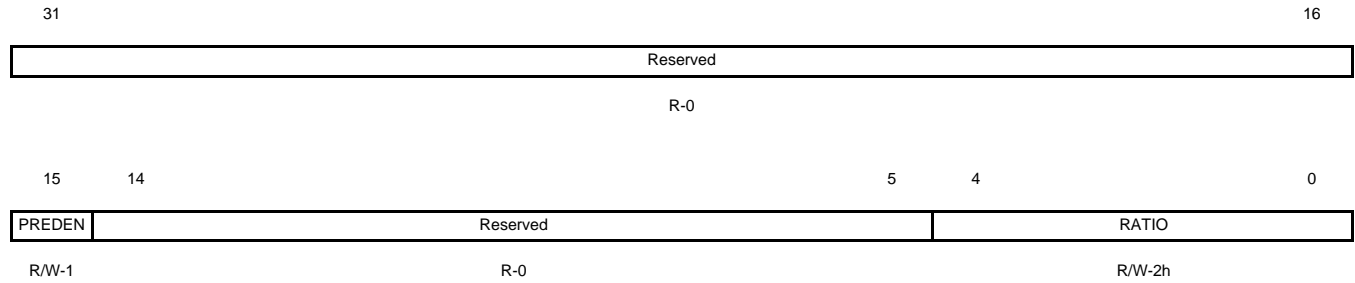 31 16
Reserved
R-0
15 14 5 4 0
PREDEN Reserved RATIO
R/W-1 R-0 R/W-2h